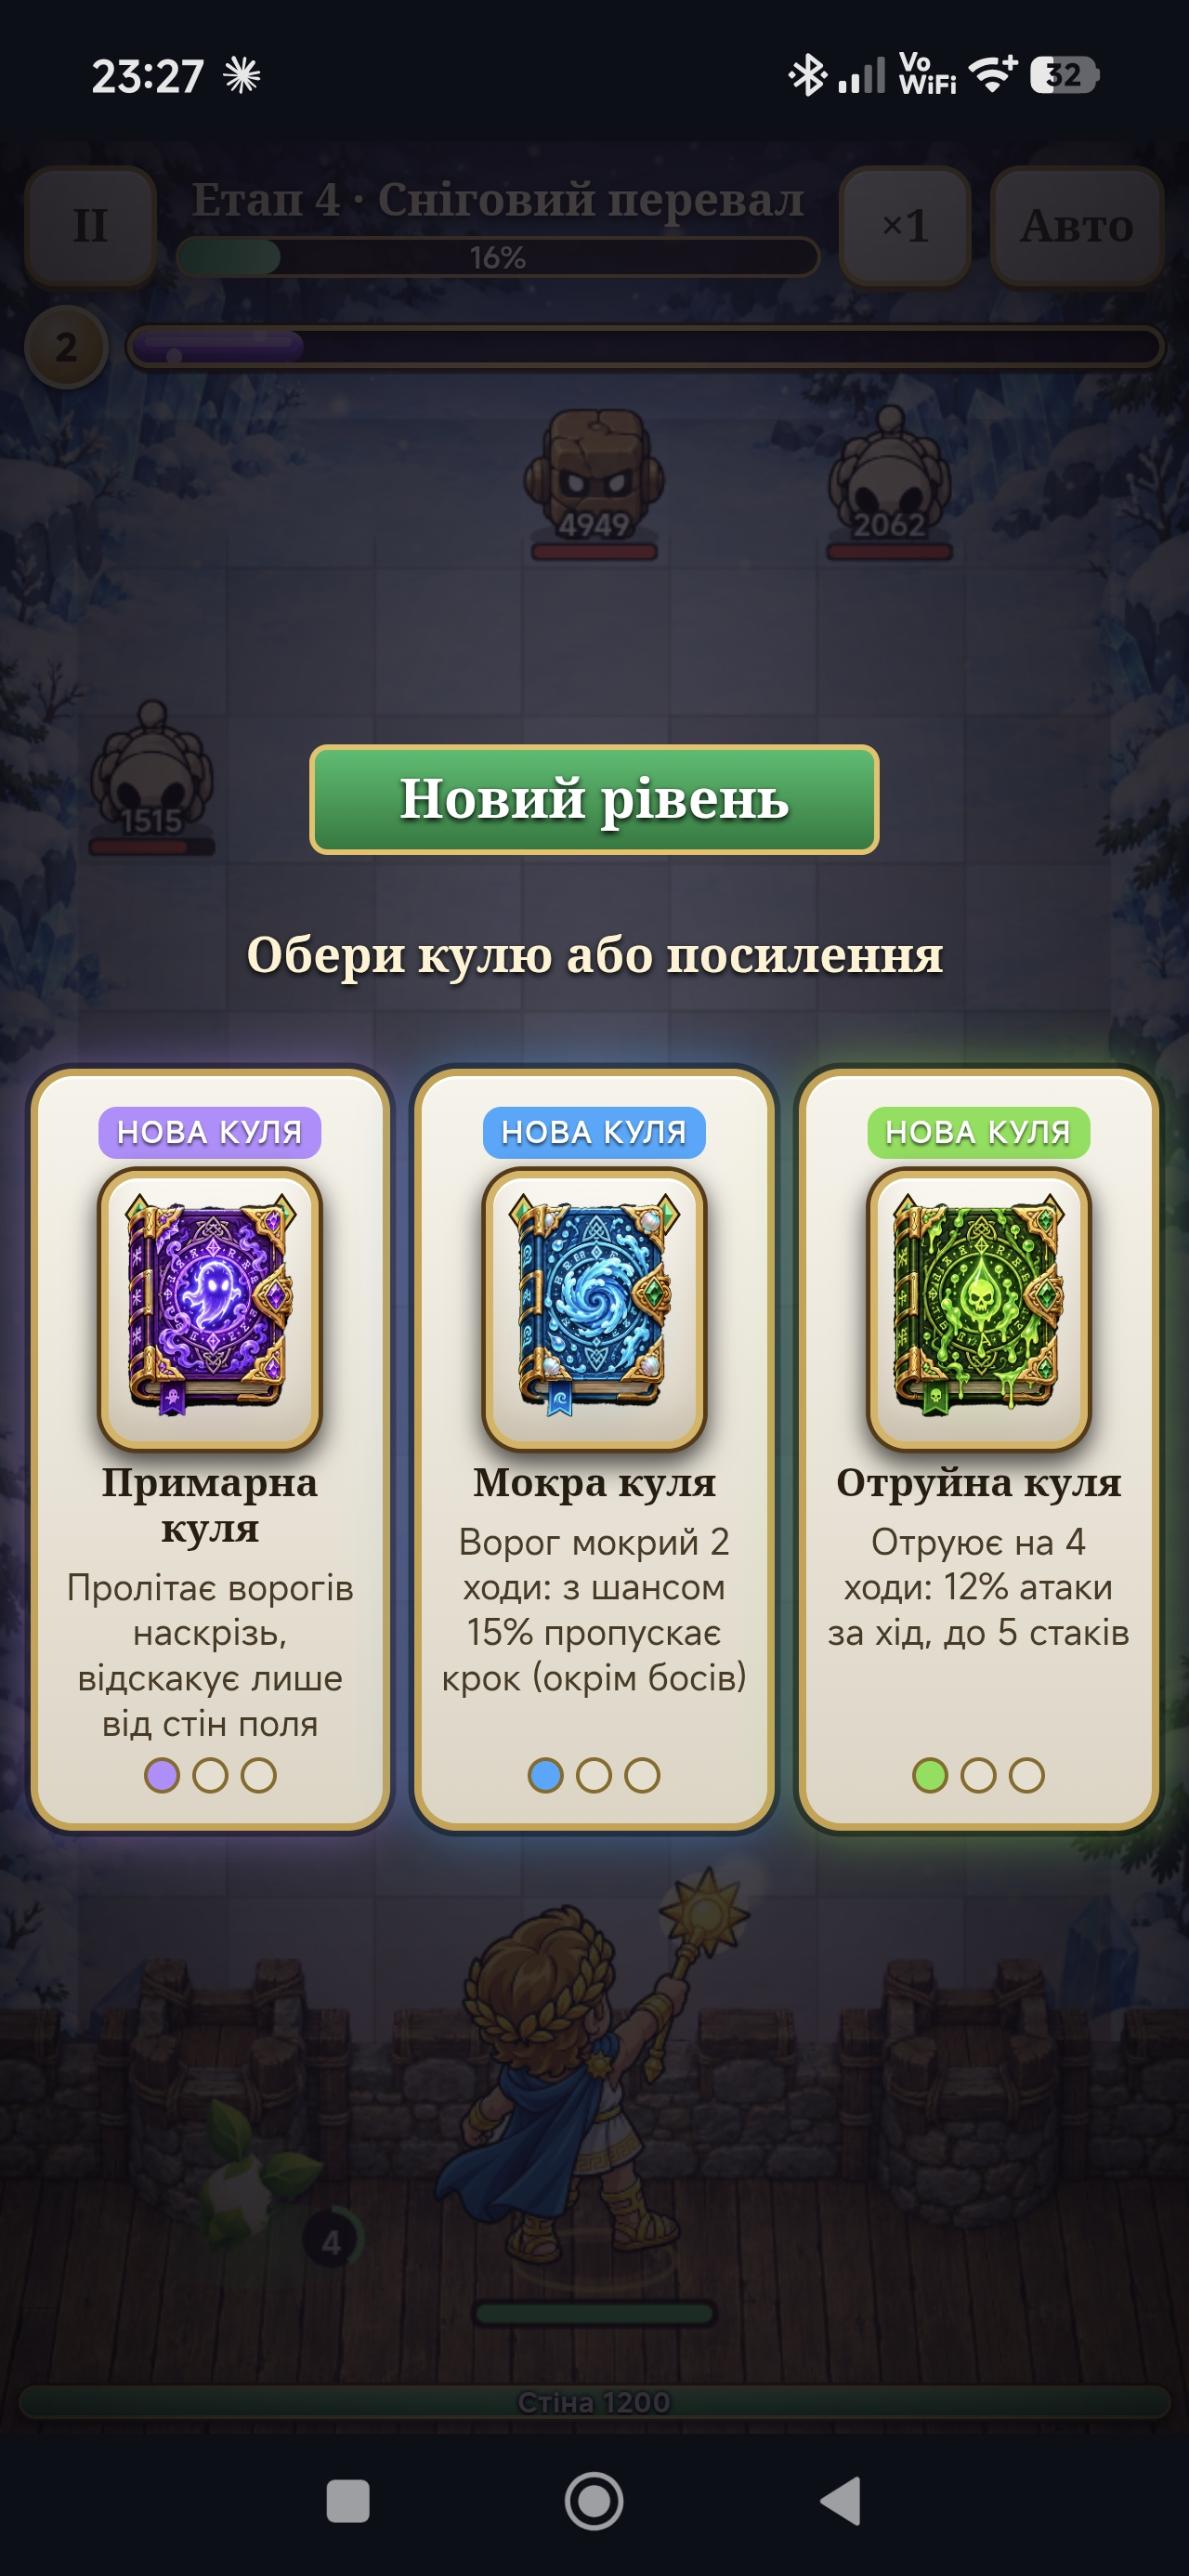 23:27
Vo
WiFi
32
II
Етап 4 · Сніговий перевал
16%
×1
Авто
2
4949
2062
1515
Новий рівень
Обери кулю або посилення
НОВА КУЛЯ
Примарна
куля
Пролітає ворогів
наскрізь,
відскакує лише
від стін поля
НОВА КУЛЯ
Мокра куля
Ворог мокрий 2
ходи: з шансом
15% пропускає
крок (окрім босів)
НОВА КУЛЯ
Отруйна куля
Отруює на 4
ходи: 12% атаки
за хід, до 5 стаків
4
Стіна 1200